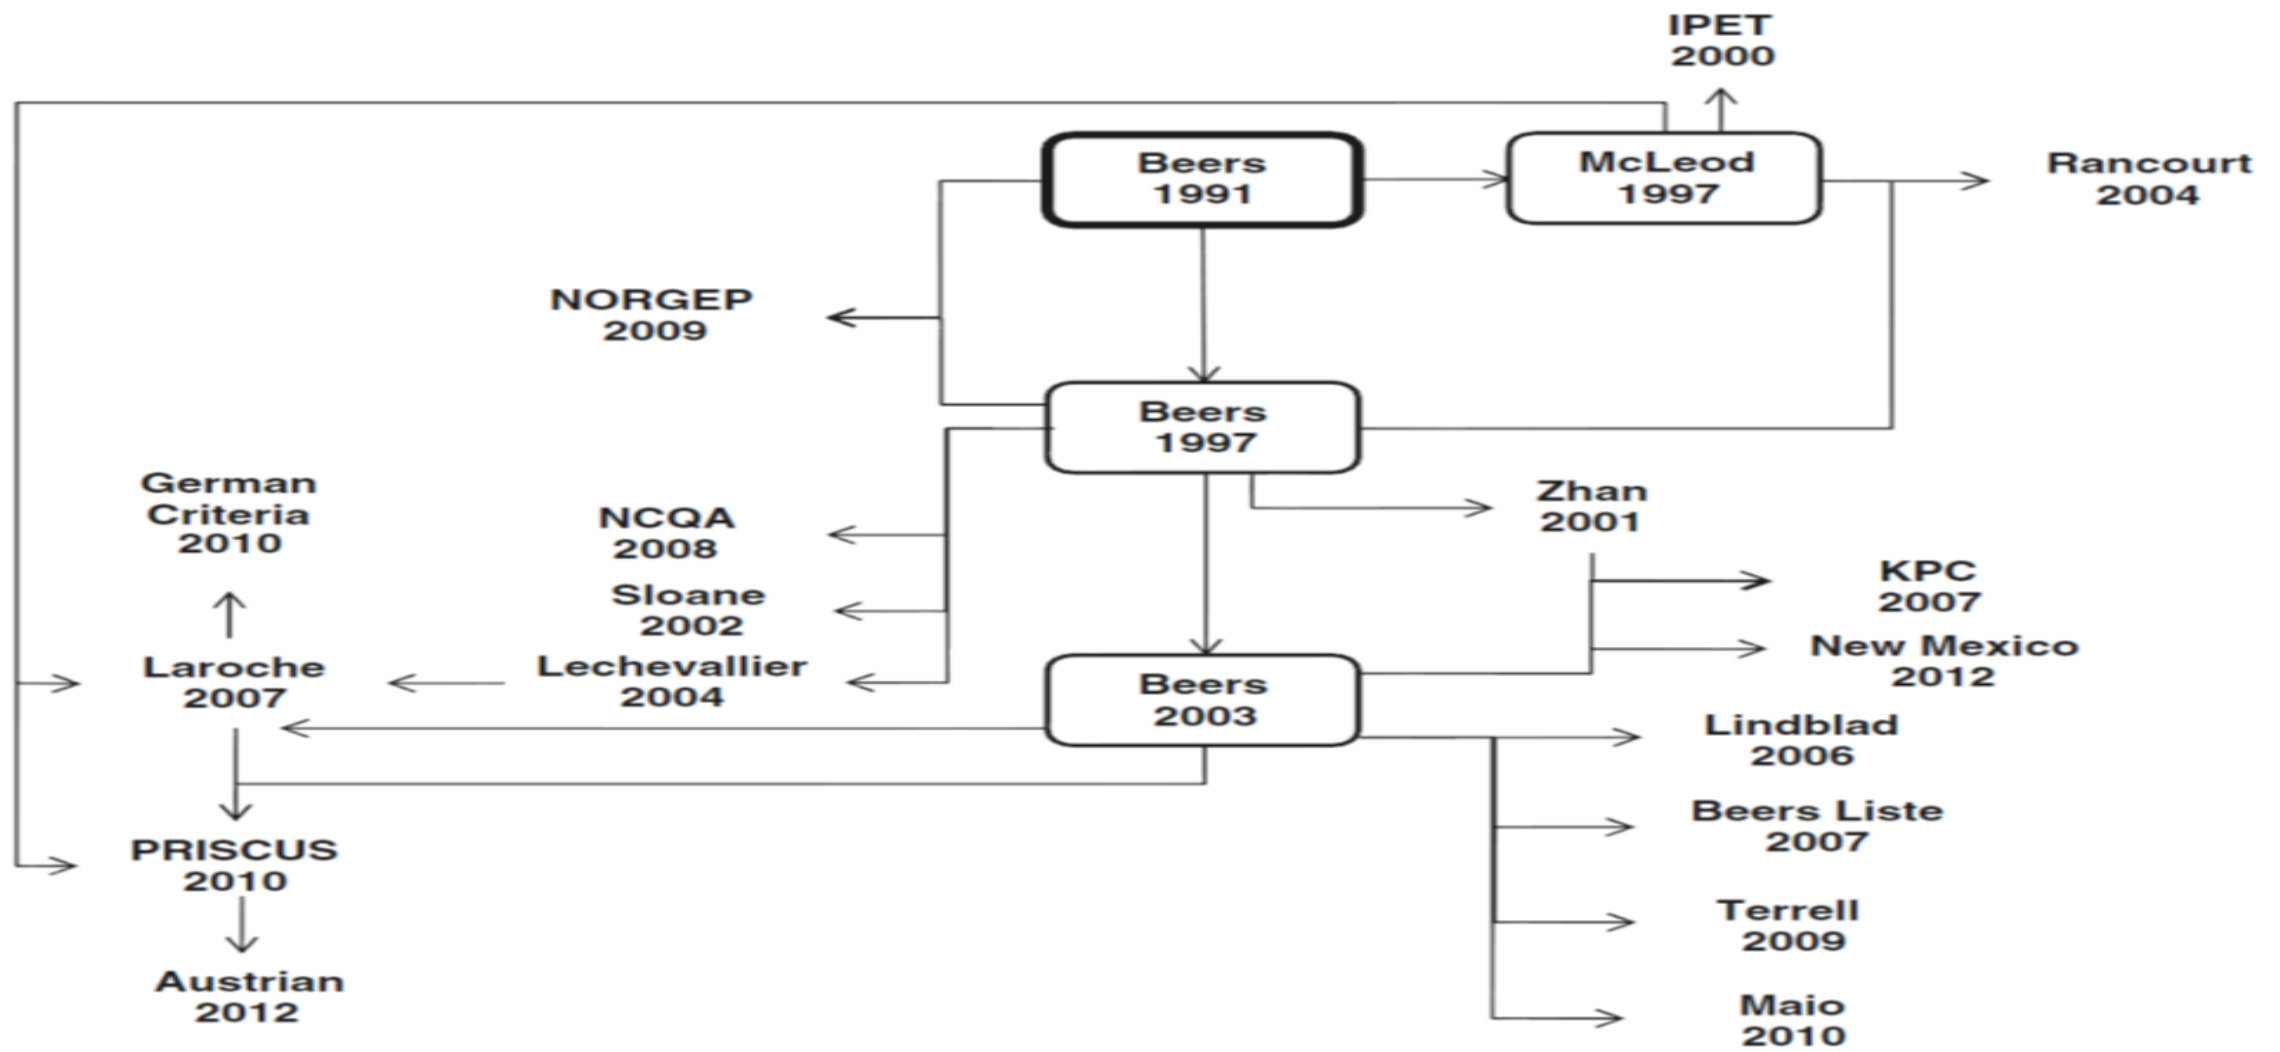 IPET
2000
Beers
1991
McLeod
1997
Rancourt
2004
NORGEP
2009
Beers
1997
German
Criteria
2010
NCQA
2008
Zhan
2001
Sloane
2002
KPC
2007
New Mexico
2012
Laroche
2007
Lechevallier
2004
Beers
2003
Lindblad
2006
Beers Liste
2007
PRISCUS
2010
Terrell
2009
Austrian
2012
Maio
2010